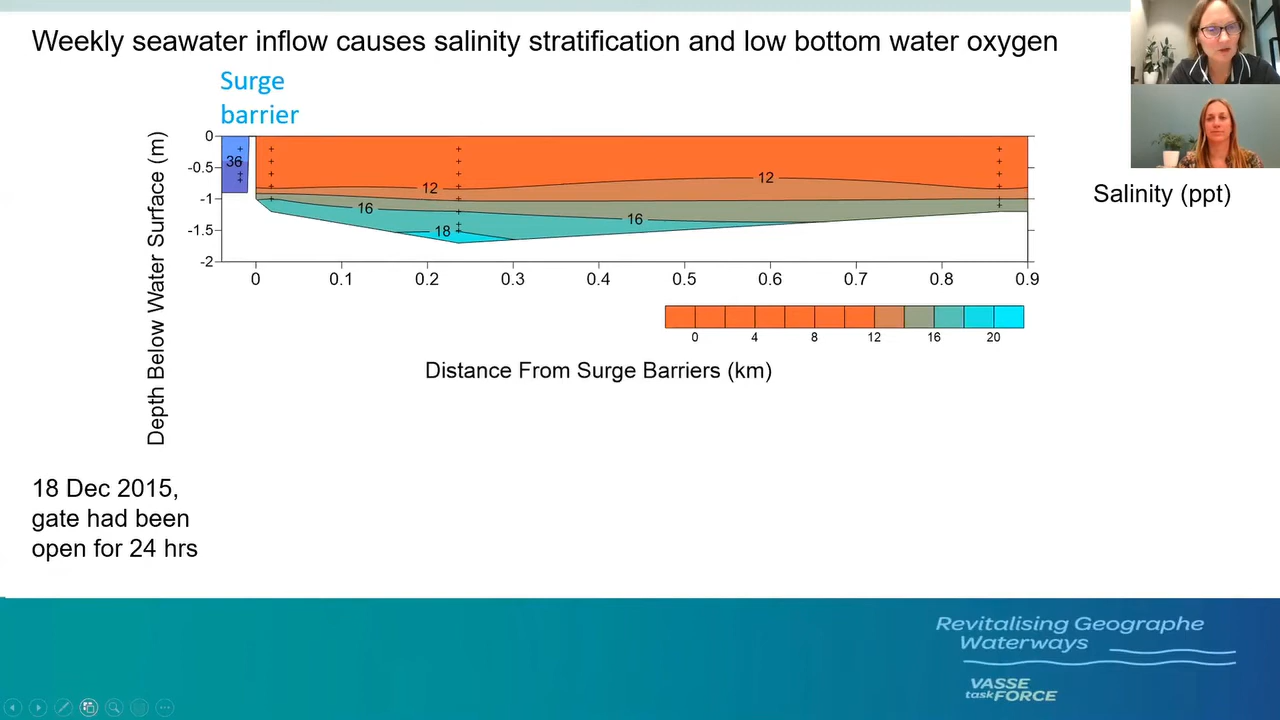 Weekly seawater inflow causes salinity stratification and low bottom water oxygen
Surge
barrier
Depth Below Water Surface (m)
0
-0.5
-1
-1.5
-2
36
12
12
16
16
18
0 0.1 0.2 0.3 0.4 0.5 0.6 0.7 0.8 0.9
Salinity (ppt)
0 4 8 12 16 20
Distance From Surge Barriers (km)
18 Dec 2015,
gate had been
open for 24 hrs
Revitalising Geographe
Waterways
VASSE
taskFORCE